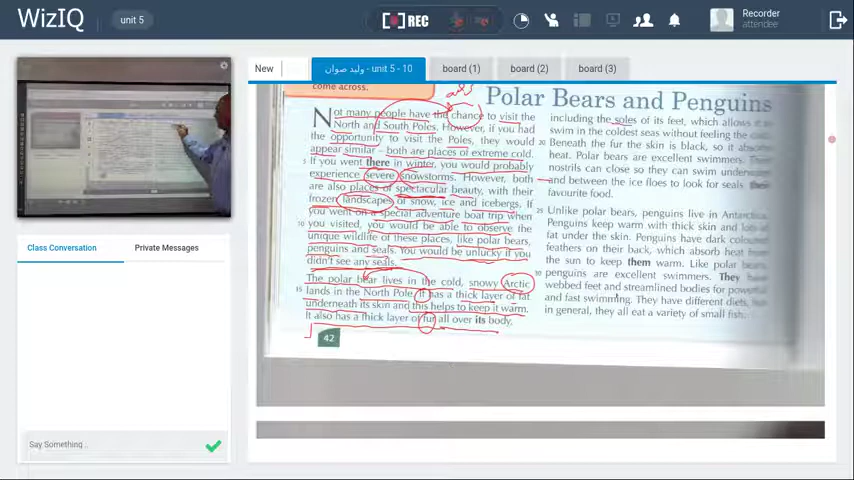 WizIQ
unit 5
REC
Recorder
attendee
New
وليد صوان - unit 5 - 10
board (1)
board (2)
board (3)
come across.
Polar Bears and Penguins
Not many people have the chance to visit the
North and South Poles. However, if you had
the opportunity to visit the Poles, they would
appear similar – both are places of extreme cold.
5 If you went there in winter, you would probably
experience severe snowstorms. However, both
are also places of spectacular beauty, with their
frozen landscapes of snow, ice and icebergs. If
you went on a special adventure boat trip when
10 you visited, you would be able to observe the
unique wildlife of these places, like polar bears,
penguins and seals. You would be unlucky if you
didn't see any seals.
The polar bear lives in the cold, snowy Arctic
15 lands in the North Pole. It has a thick layer of fat
underneath its skin and this helps to keep it warm.
It also has a thick layer of fur all over its body,
42
including the soles of its feet, which allows it
swim in the coldest seas without feeling the
20 Beneath the fur the skin is black, so it
heat. Polar bears are excellent swimmers.
nostrils can close so they can swim
and between the ice floes to look for seals their
favourite food.
25 Unlike polar bears, penguins live in
Penguins keep warm with thick skin and lots of
fat under the skin. Penguins have dark
feathers on their back, which absorb heat
the sun to keep them warm. Like polar
30 penguins are excellent swimmers. They
webbed feet and streamlined bodies for
and fast swimming. They have different diets,
in general, they all eat a variety of small fish.
Class Conversation
Private Messages
Say Something..